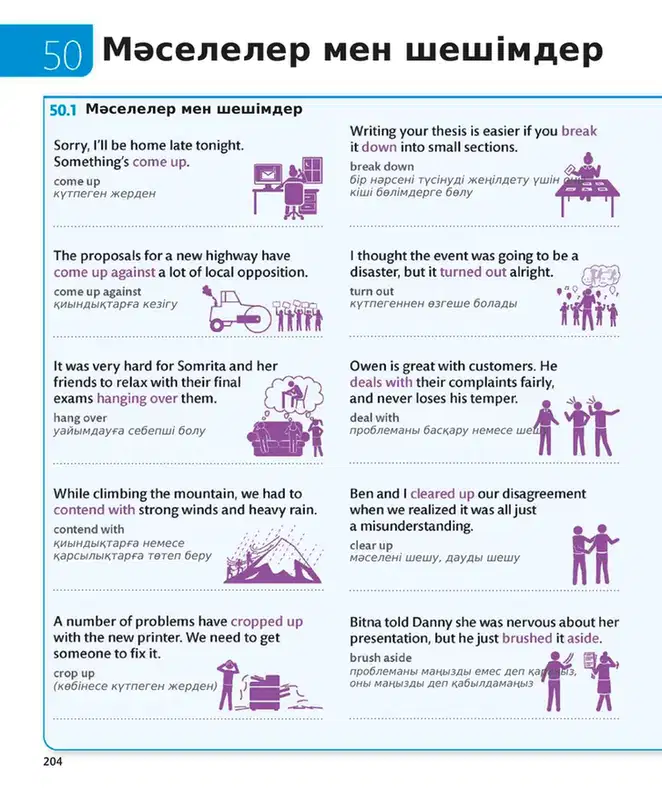 50
Мәселелер мен шешімдер
50.1 Мәселелер мен шешімдер
Sorry, I'll be home late tonight.
Something's come up.
come up
күтпеген жерден
The proposals for a new highway have
come up against a lot of local opposition.
come up against
қиындықтарға кезігу
It was very hard for Somrita and her
friends to relax with their final
exams hanging over them.
hang over
уайымдауға себепші болу
While climbing the mountain, we had to
contend with strong winds and heavy rain.
contend with
қиындықтарға немесе
қарсылықтарға төтеп беру
A number of problems have cropped up
with the new printer. We need to get
someone to fix it.
crop up
(көбінесе күтпеген жерден)
Writing your thesis is easier if you break
it down into small sections.
break down
бір нәрсені түсінуді жеңілдету үшін
кіші бөлімдерге бөлу
I thought the event was going to be a
disaster, but it turned out alright.
turn out
күтпегеннен өзгеше болады
Owen is great with customers. He
deals with their complaints fairly,
and never loses his temper.
deal with
проблеманы басқару немесе
Ben and I cleared up our disagreement
when we realized it was all just
a misunderstanding.
clear up
мәселені шешу, дауды шешу
Bitna told Danny she was nervous about her
presentation, but he just brushed it aside.
brush aside
проблеманы маңызды емес деп
оны маңызды деп қабылдамаңыз
204